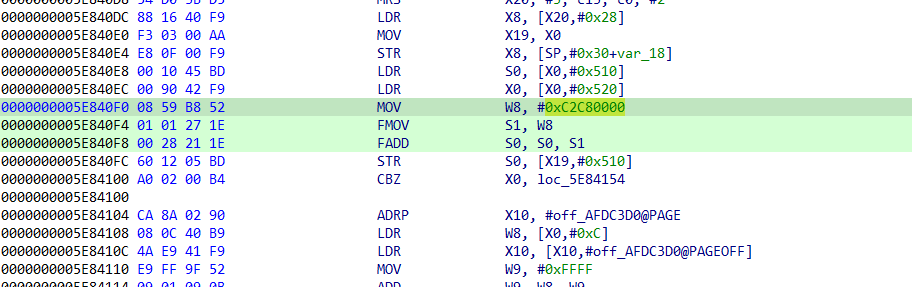 0000000005E840DC 88 16 40 F9 LDR X8, [X20,#0x28]
0000000005E840E0 F3 03 00 AA MOV X19, X0
0000000005E840E4 E8 0F 00 F9 STR X8, [SP,#0x30+var_18]
0000000005E840E8 00 10 45 BD LDR S0, [X0,#0x510]
0000000005E840EC 00 90 42 F9 LDR X0, [X0,#0x520]
0000000005E840F0 08 59 B8 52 MOV W8, #0xC2C80000
0000000005E840F4 01 01 27 1E FMOV S1, W8
0000000005E840F8 00 28 21 1E FADD S0, S0, S1
0000000005E840FC 60 12 05 BD STR S0, [X19,#0x510]
0000000005E84100 A0 02 00 B4 CBZ X0, loc_5E84154
0000000005E84100
0000000005E84104 CA 8A 02 90 ADRP X10, #off_AFDC3D0@PAGE
0000000005E84108 08 0C 40 B9 LDR W8, [X0,#0xC]
0000000005E8410C 4A E9 41 F9 LDR X10, [X10,#off_AFDC3D0@PAGEOFF]
0000000005E84110 E9 FF 9F 52 MOV W9, #0xFFFF